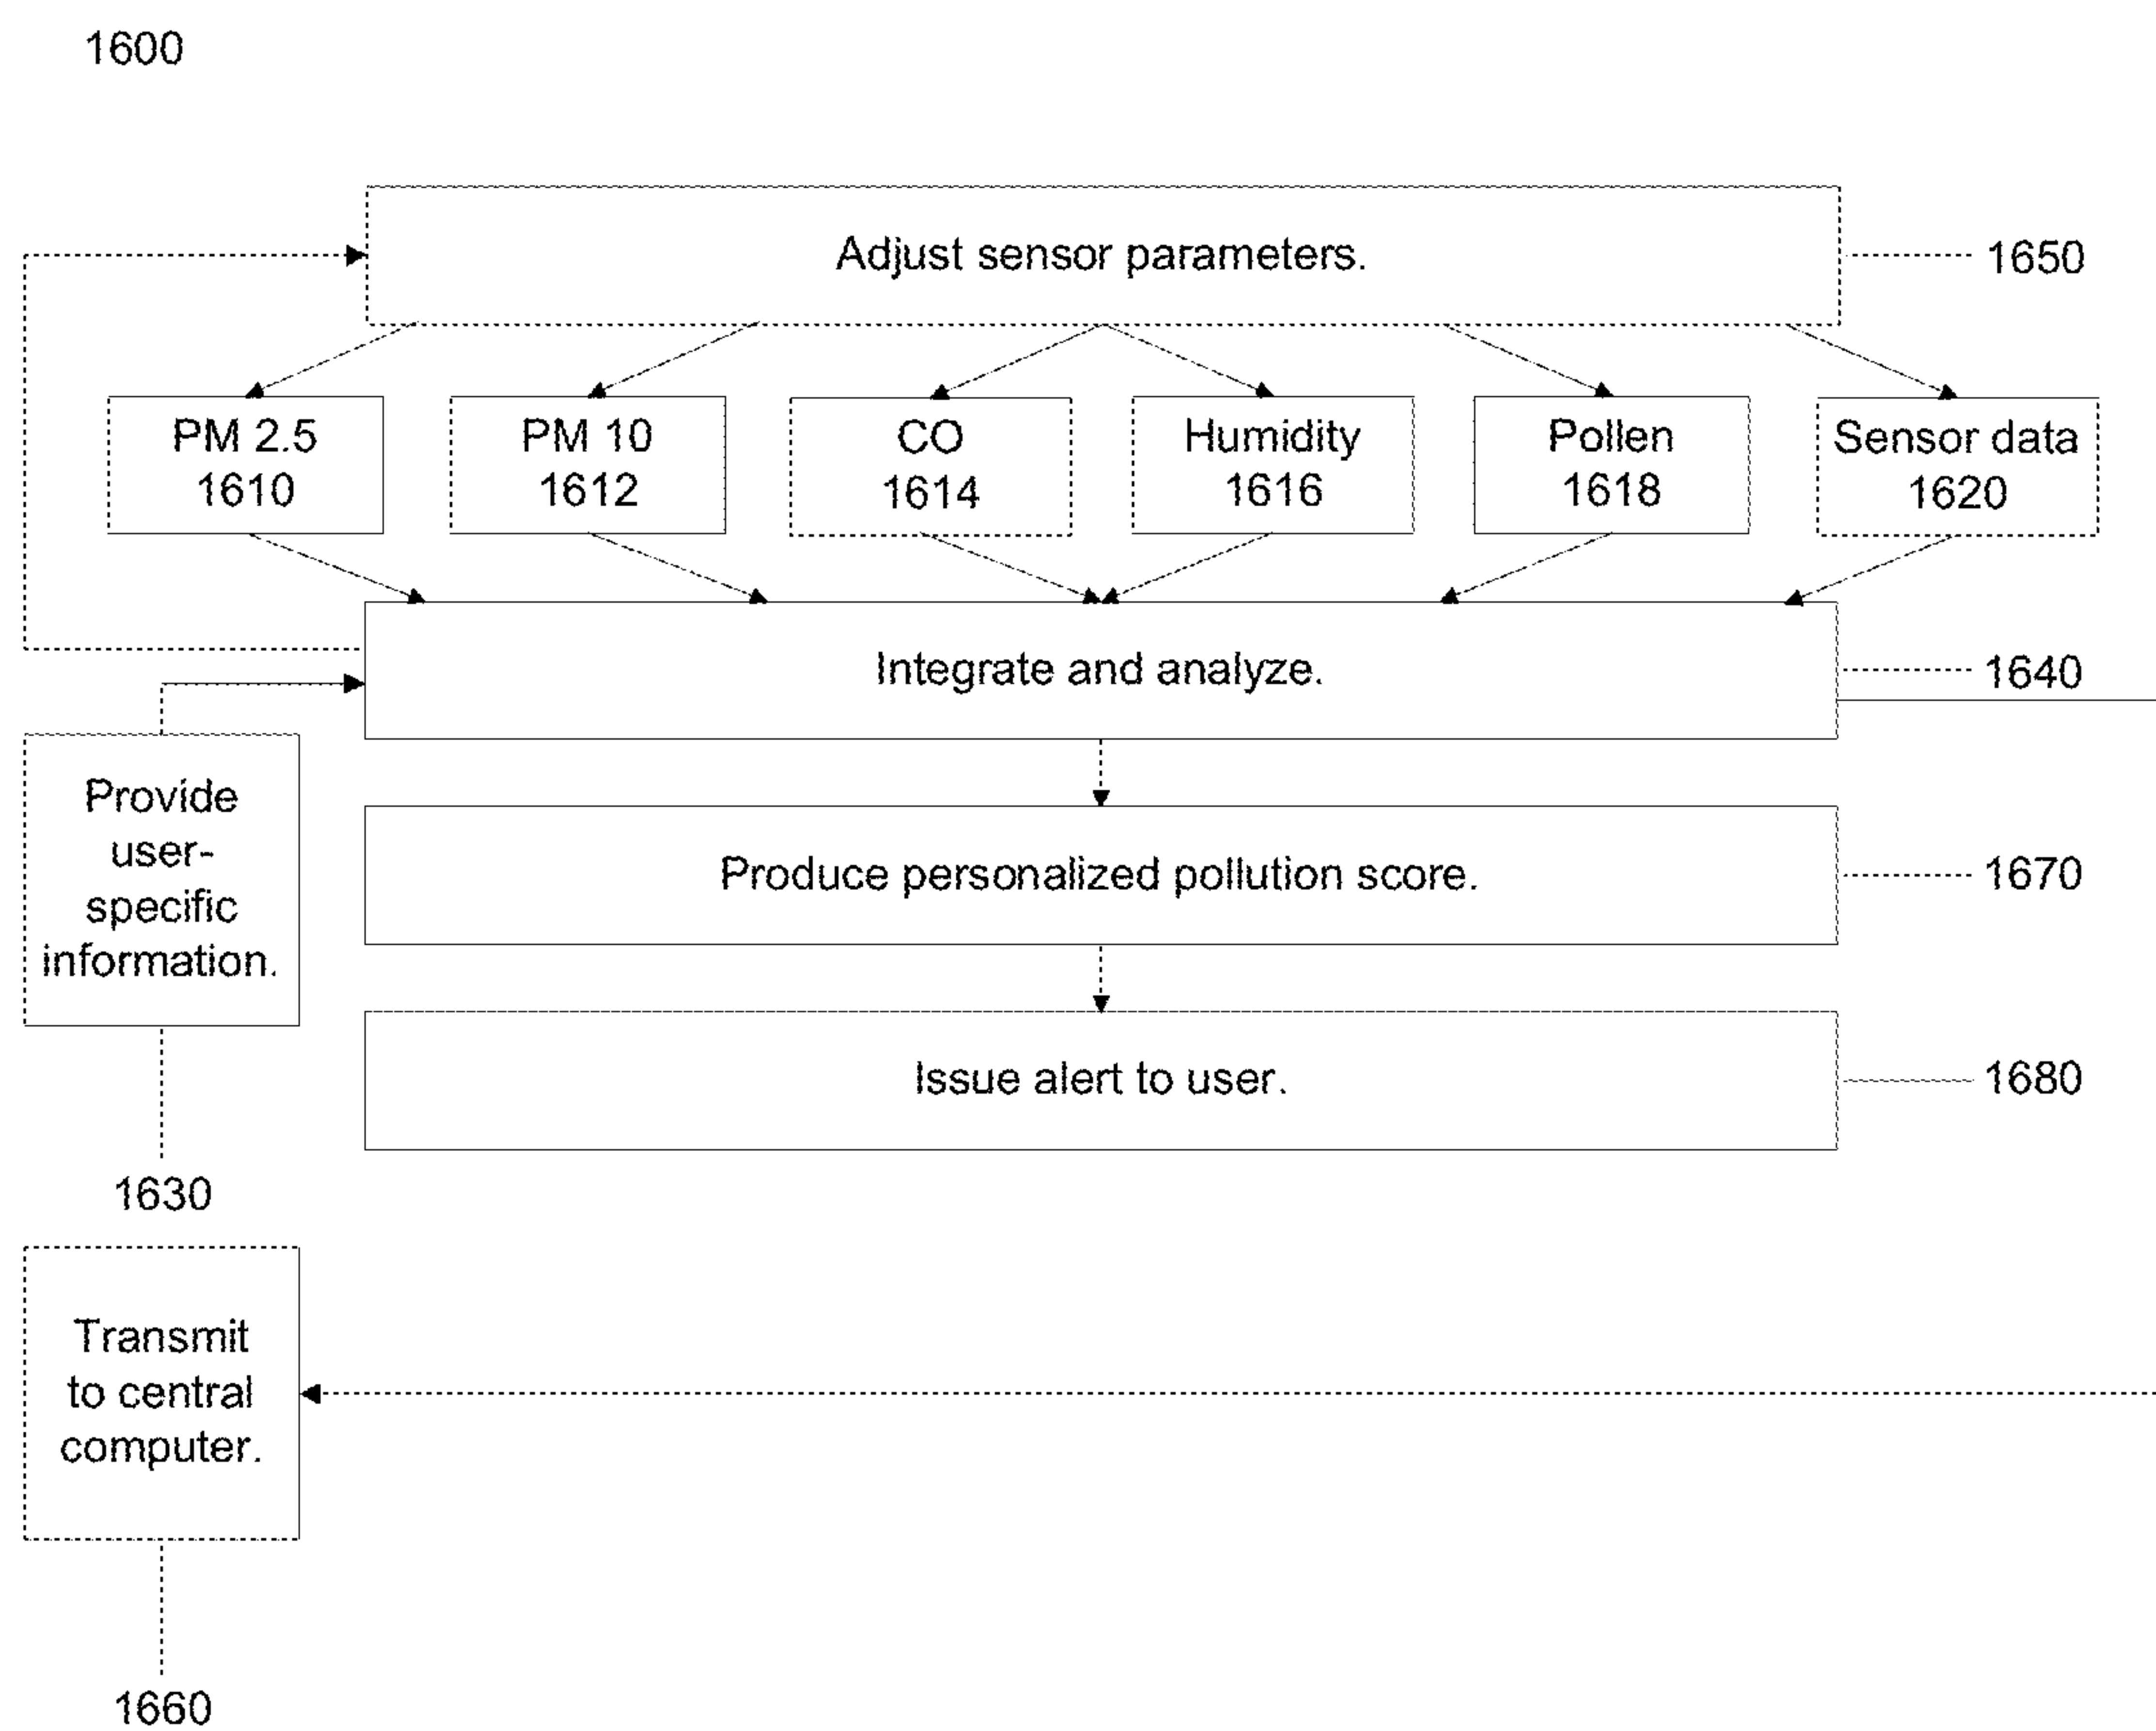 1600
Adjust sensor parameters.
1650
PM 2.5
1610
PM 10
1612
CO
1614
Humidity
1616
Pollen
1618
Sensor data
1620
Integrate and analyze.
1640
Provide
user-
specific
information.
1630
Produce personalized pollution score.
1670
Issue alert to user.
1680
Transmit
to central
computer.
1660